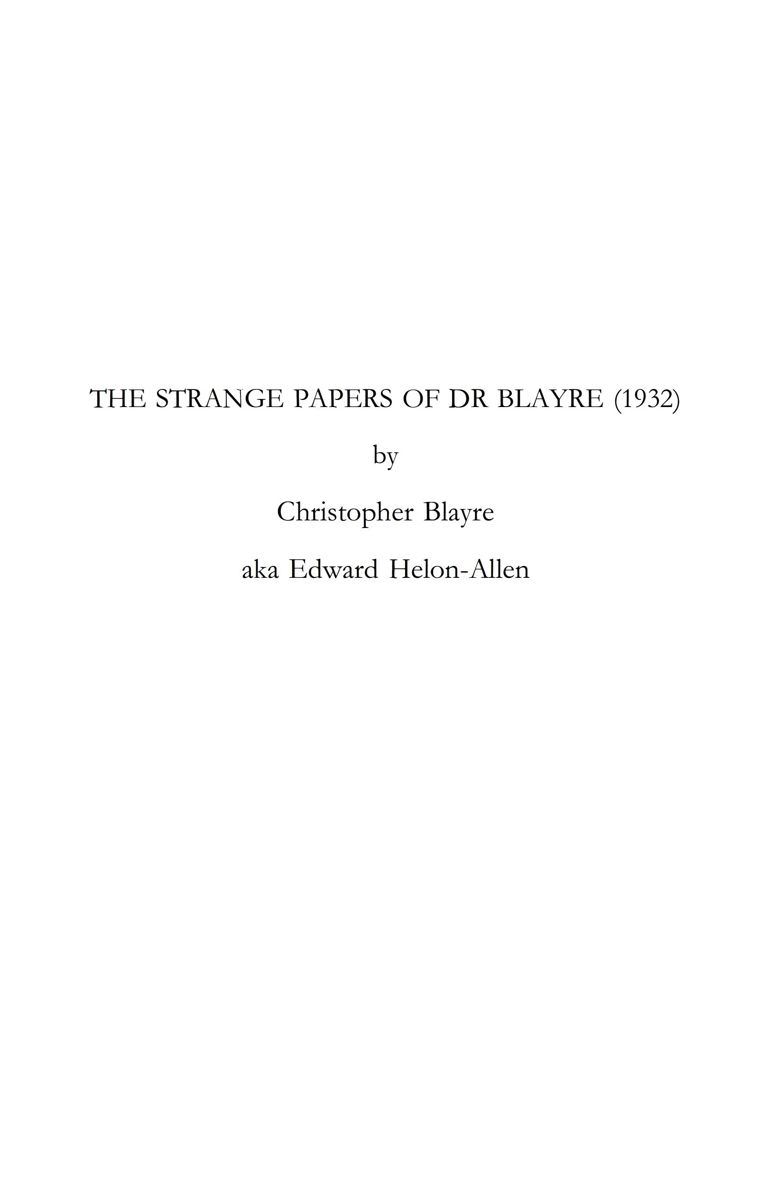 THE STRANGE PAPERS OF DR BLAYRE (1932)
by
Christopher Blayre
aka Edward Helon-Allen